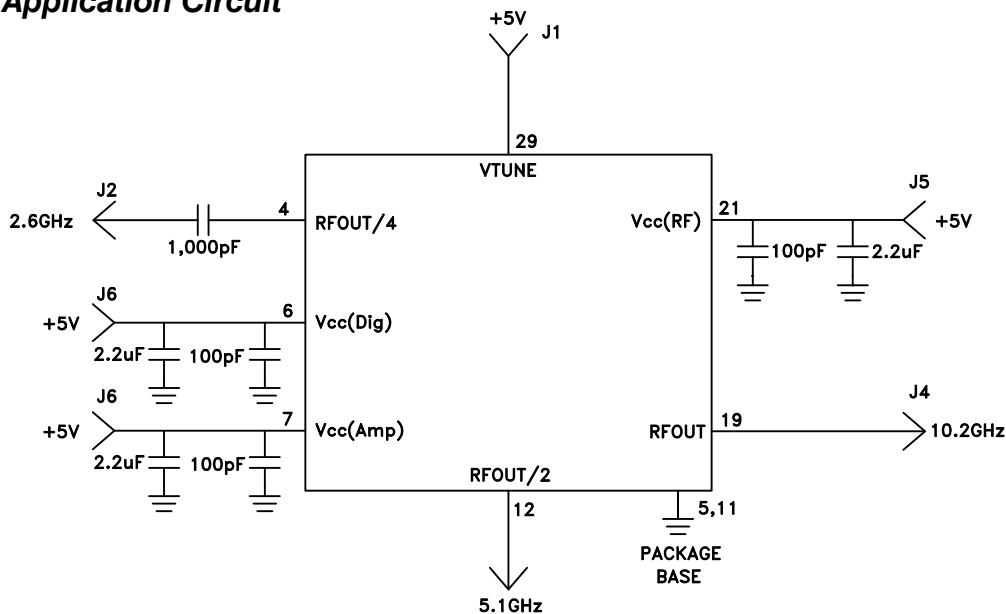 Application Circuit
+5V
J1
29
VTUNE
J2
2.6GHz
1,000pF
4
RFOUT/4
J6
+5V
2.2uF
100pF
6
Vcc(Dig)
J6
+5V
2.2uF
100pF
7
Vcc(Amp)
Vcc(RF)
21
J5
+5V
100pF
2.2uF
RFOUT
19
J4
10.2GHz
RFOUT/2
12
5.1GHz
5,11
PACKAGE
BASE